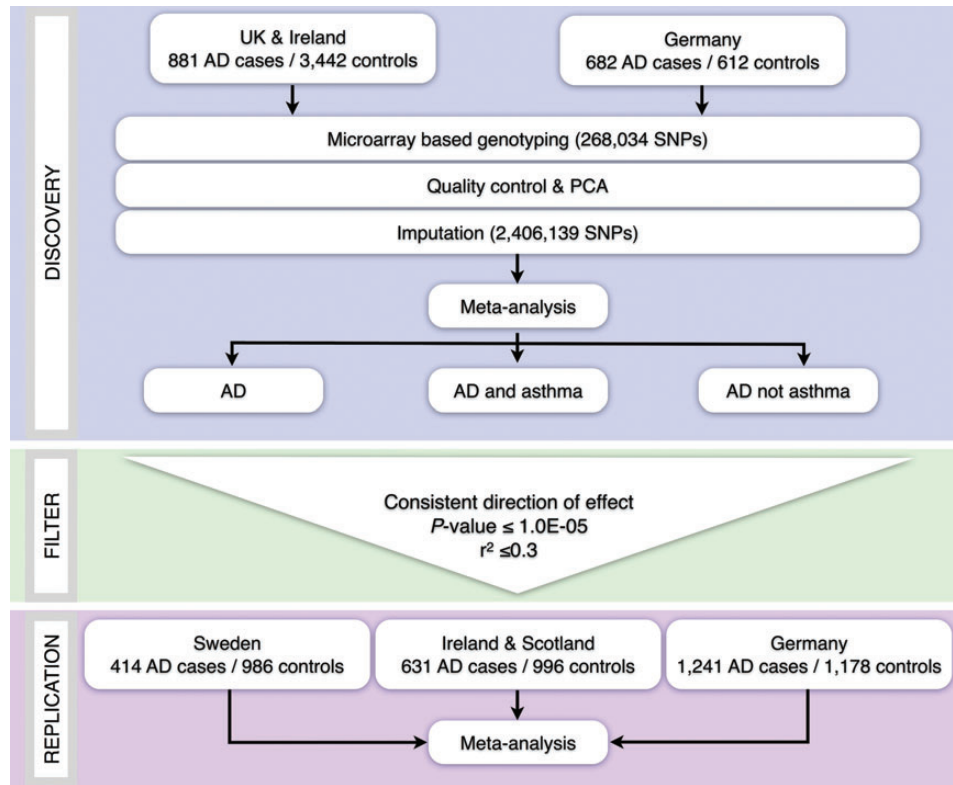 DISCOVERY
UK & Ireland
881 AD cases / 3,442 controls
Germany
682 AD cases / 612 controls
Microarray based genotyping (268,034 SNPs)
Quality control & PCA
Imputation (2,406,139 SNPs)
Meta-analysis
AD
AD and asthma
AD not asthma
FILTER
Consistent direction of effect
P-value ≤ 1.0E-05
r² ≤0.3
REPLICATION
Sweden
414 AD cases / 986 controls
Ireland & Scotland
631 AD cases / 996 controls
Germany
1,241 AD cases / 1,178 controls
Meta-analysis